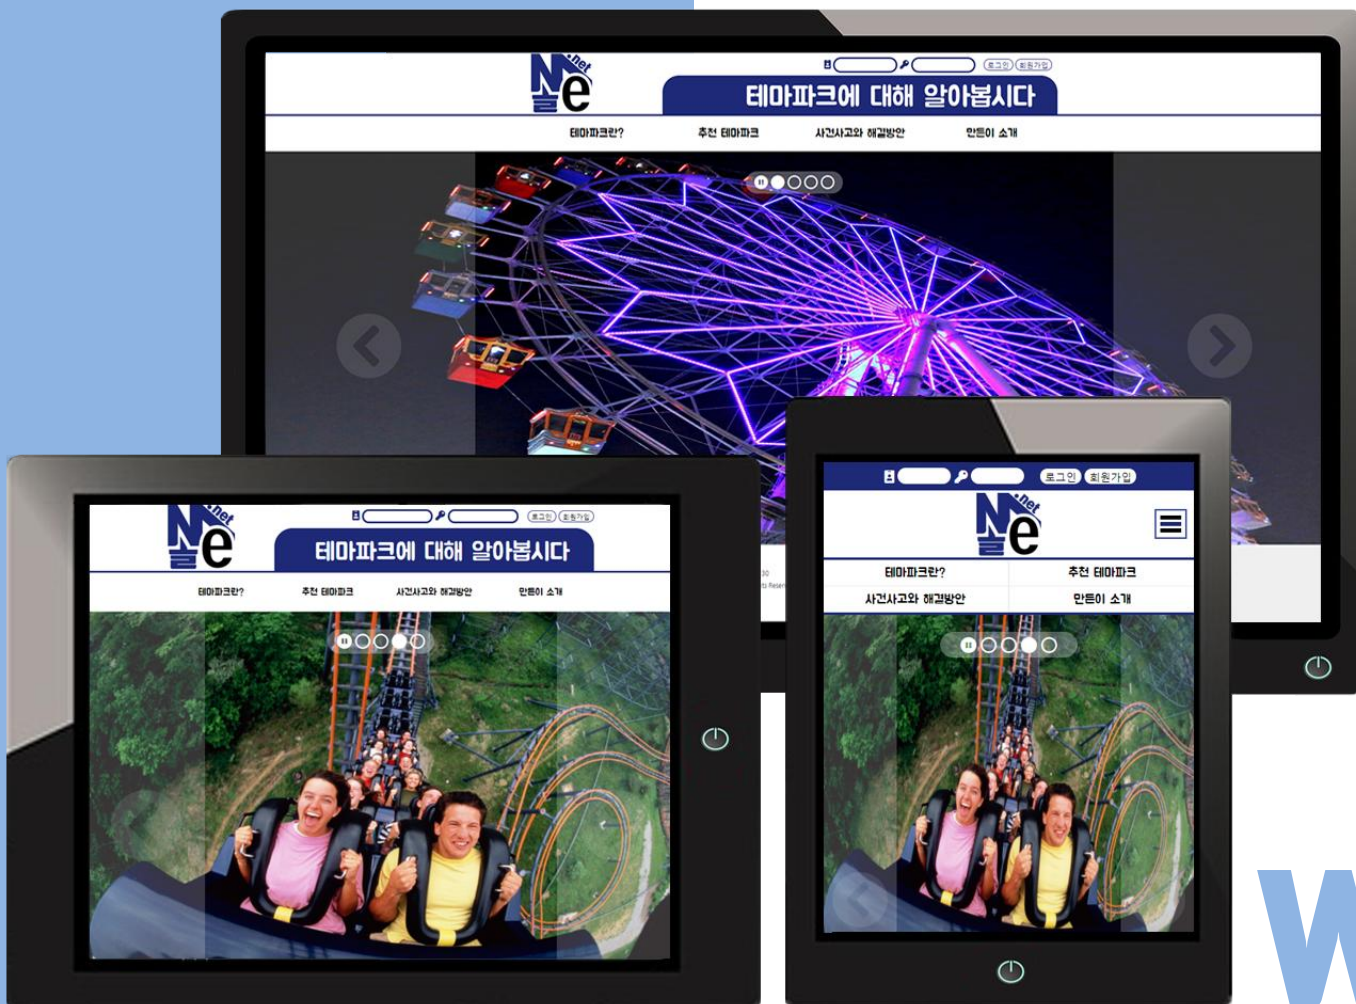 .net
N e
를
로그인 회원가입
테마파크에 대해 알아봅시다
테마파크란? 추천 테마파크 사건사고와 해결방안 만든이 소개
30
ts Reser
.net
N e
를
로그인 회원가입
테마파크에 대해 알아봅시다
테마파크란? 추천 테마파크 사건사고와 해결방안 만든이 소개
로그인 회원가입
.net
N e
를
테마파크란? 추천 테마파크
사건사고와 해결방안 만든이 소개
W